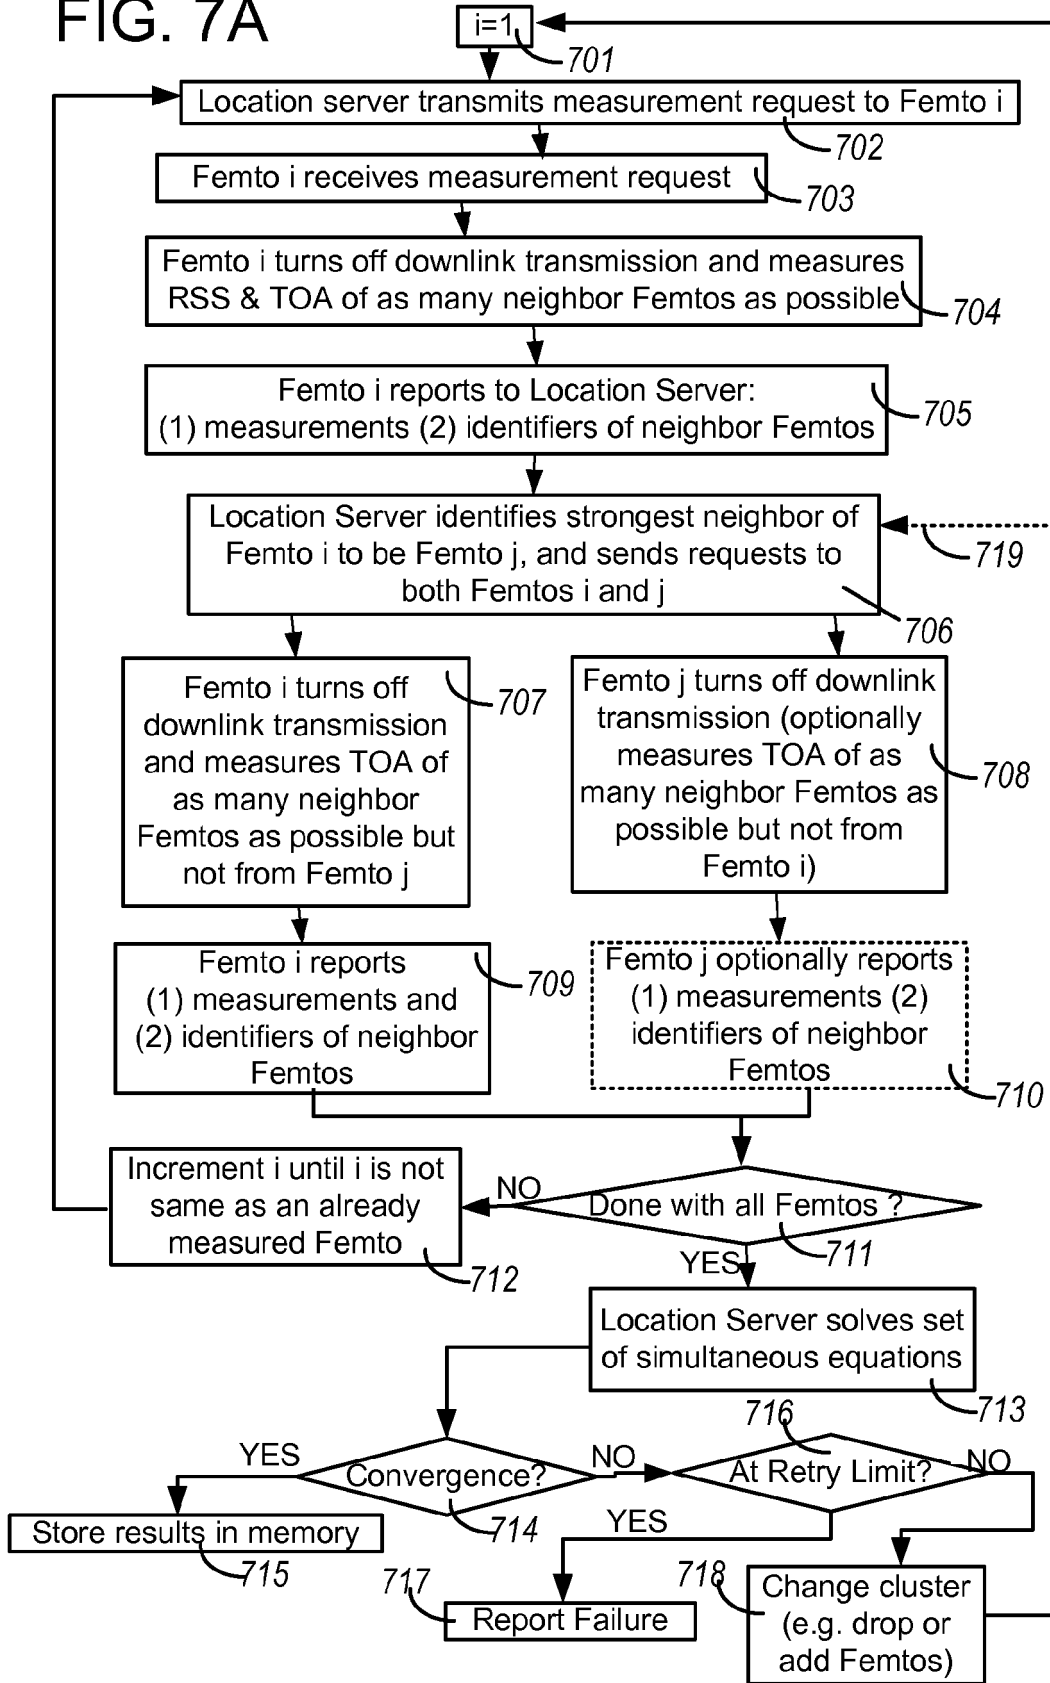 FIG. 7A
i=1
701
Location server transmits measurement request to Femto i
702
Femto i receives measurement request
703
Femto i turns off downlink transmission and measures
RSS & TOA of as many neighbor Femtos as possible
704
Femto i reports to Location Server:
(1) measurements (2) identifiers of neighbor Femtos
705
Location Server identifies strongest neighbor of
Femto i to be Femto j, and sends requests to
both Femtos i and j
719
706
Femto i turns off
downlink transmission
and measures TOA of
as many neighbor
Femtos as possible but
not from Femto j
707
Femto j turns off downlink
transmission (optionally
measures TOA of as
many neighbor Femtos as
possible but not from
Femto i)
708
Femto i reports
(1) measurements and
(2) identifiers of neighbor
Femtos
709
Femto j optionally reports
(1) measurements (2)
identifiers of neighbor
Femtos
710
Increment i until i is not
same as an already
measured Femto
712
NO
Done with all Femtos ?
711
YES
Location Server solves set
of simultaneous equations
713
716
YES
Convergence?
714
NO
At Retry Limit?
NO
Store results in memory
715
YES
717
Report Failure
718
Change cluster
(e.g. drop or
add Femtos)